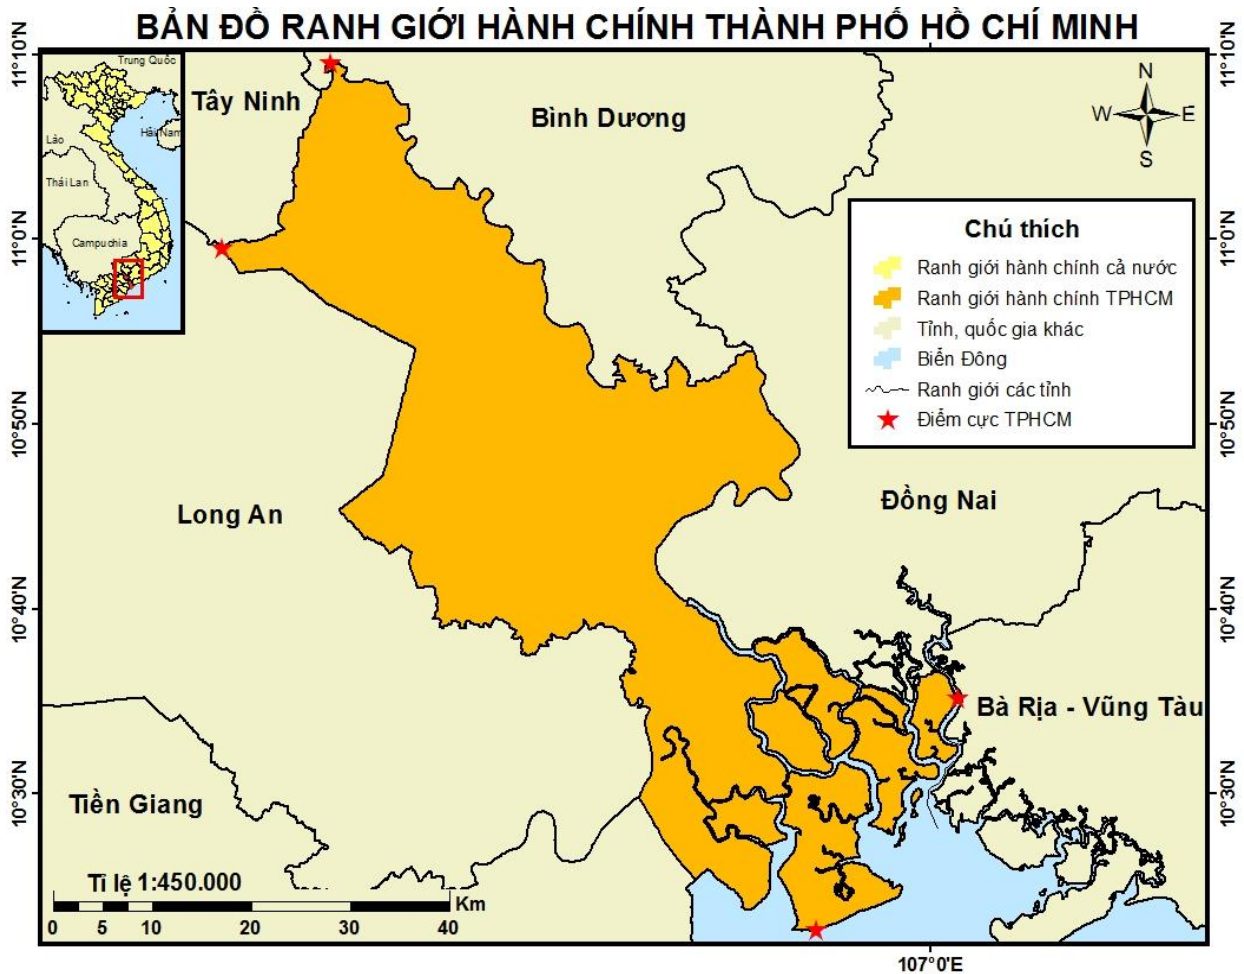 BẢN ĐỒ RANH GIỚI HÀNH CHÍNH THÀNH PHỐ HỒ CHÍ MINH
11°10'N
11°10'N
Trung Quốc
Hải Nam
Lào
Thái Lan
Campuchia
Tây Ninh
Bình Dương
N
W
E
S
Chú thích
Ranh giới hành chính cả nước
Ranh giới hành chính TPHCM
Tỉnh, quốc gia khác
Biển Đông
Ranh giới các tỉnh
Điểm cực TPHCM
11°0'N
11°0'N
10°50'N
10°50'N
Long An
Đồng Nai
10°40'N
10°40'N
Bà Rịa - Vũng Tàu
10°30'N
10°30'N
Tiền Giang
Tỉ lệ 1:450.000
Km
0 5 10 20 30 40
107°0'E